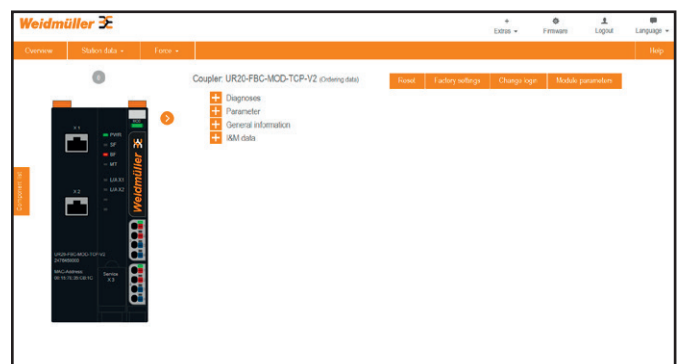 Weidmüller
Extras
Firmware
Logout
Language
Overview
Station data
Force
Help
Coupler: UR20-FBC-MOD-TCP-V2 (Ordering data)
Reset
Factory settings
Change login
Module parameters
Diagnoses
Parameter
General information
I&M data
Component list
X 1
PWR
SF
BF
MT
L/A X1
L/A X2
X 2
Weidmüller
UR20-FBC-MOD-TCP-V2
MAC-Address:
Service
X 3